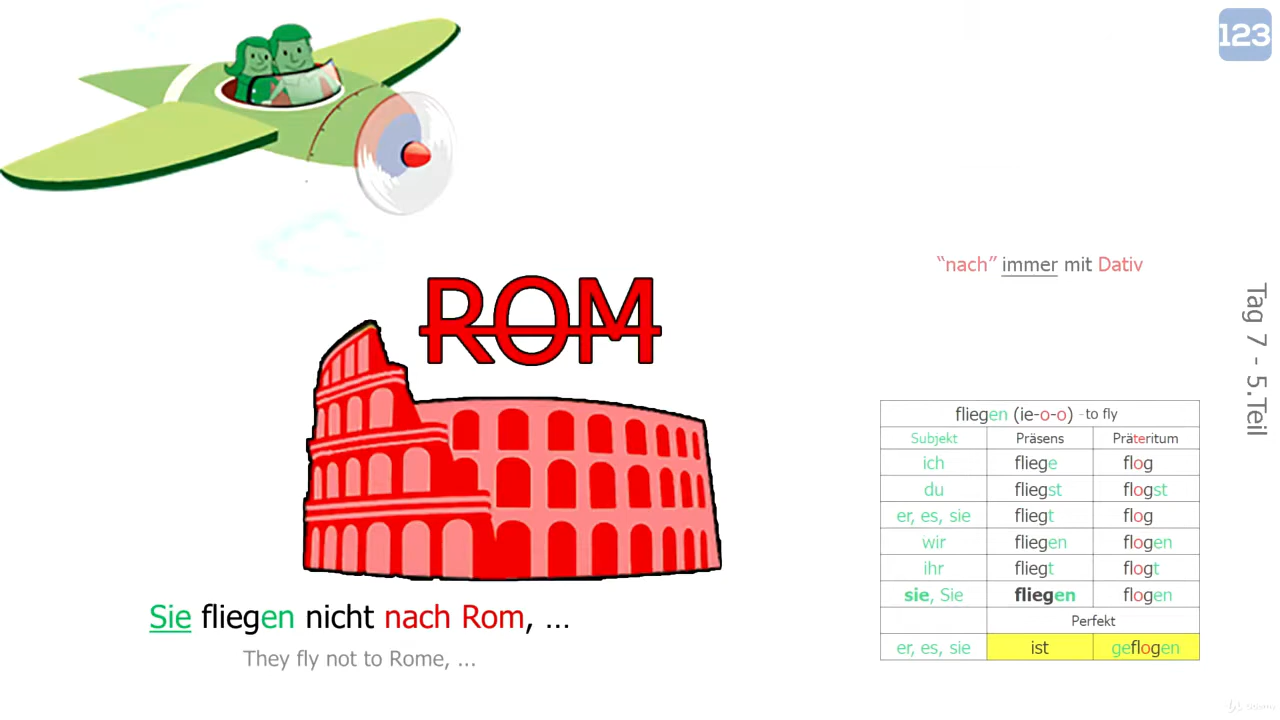 123
ROM
"nach" immer mit Dativ
Tag 7 - 5.Teil
fliegen (ie-o-o) - to fly
Subjekt Präsens Präteritum
ich fliege flog
du fliegst flogst
er, es, sie fliegt flog
wir fliegen flogen
ihr fliegt flogt
sie, Sie fliegen flogen
Perfekt
er, es, sie ist geflogen
Sie fliegen nicht nach Rom, ...
They fly not to Rome, ...